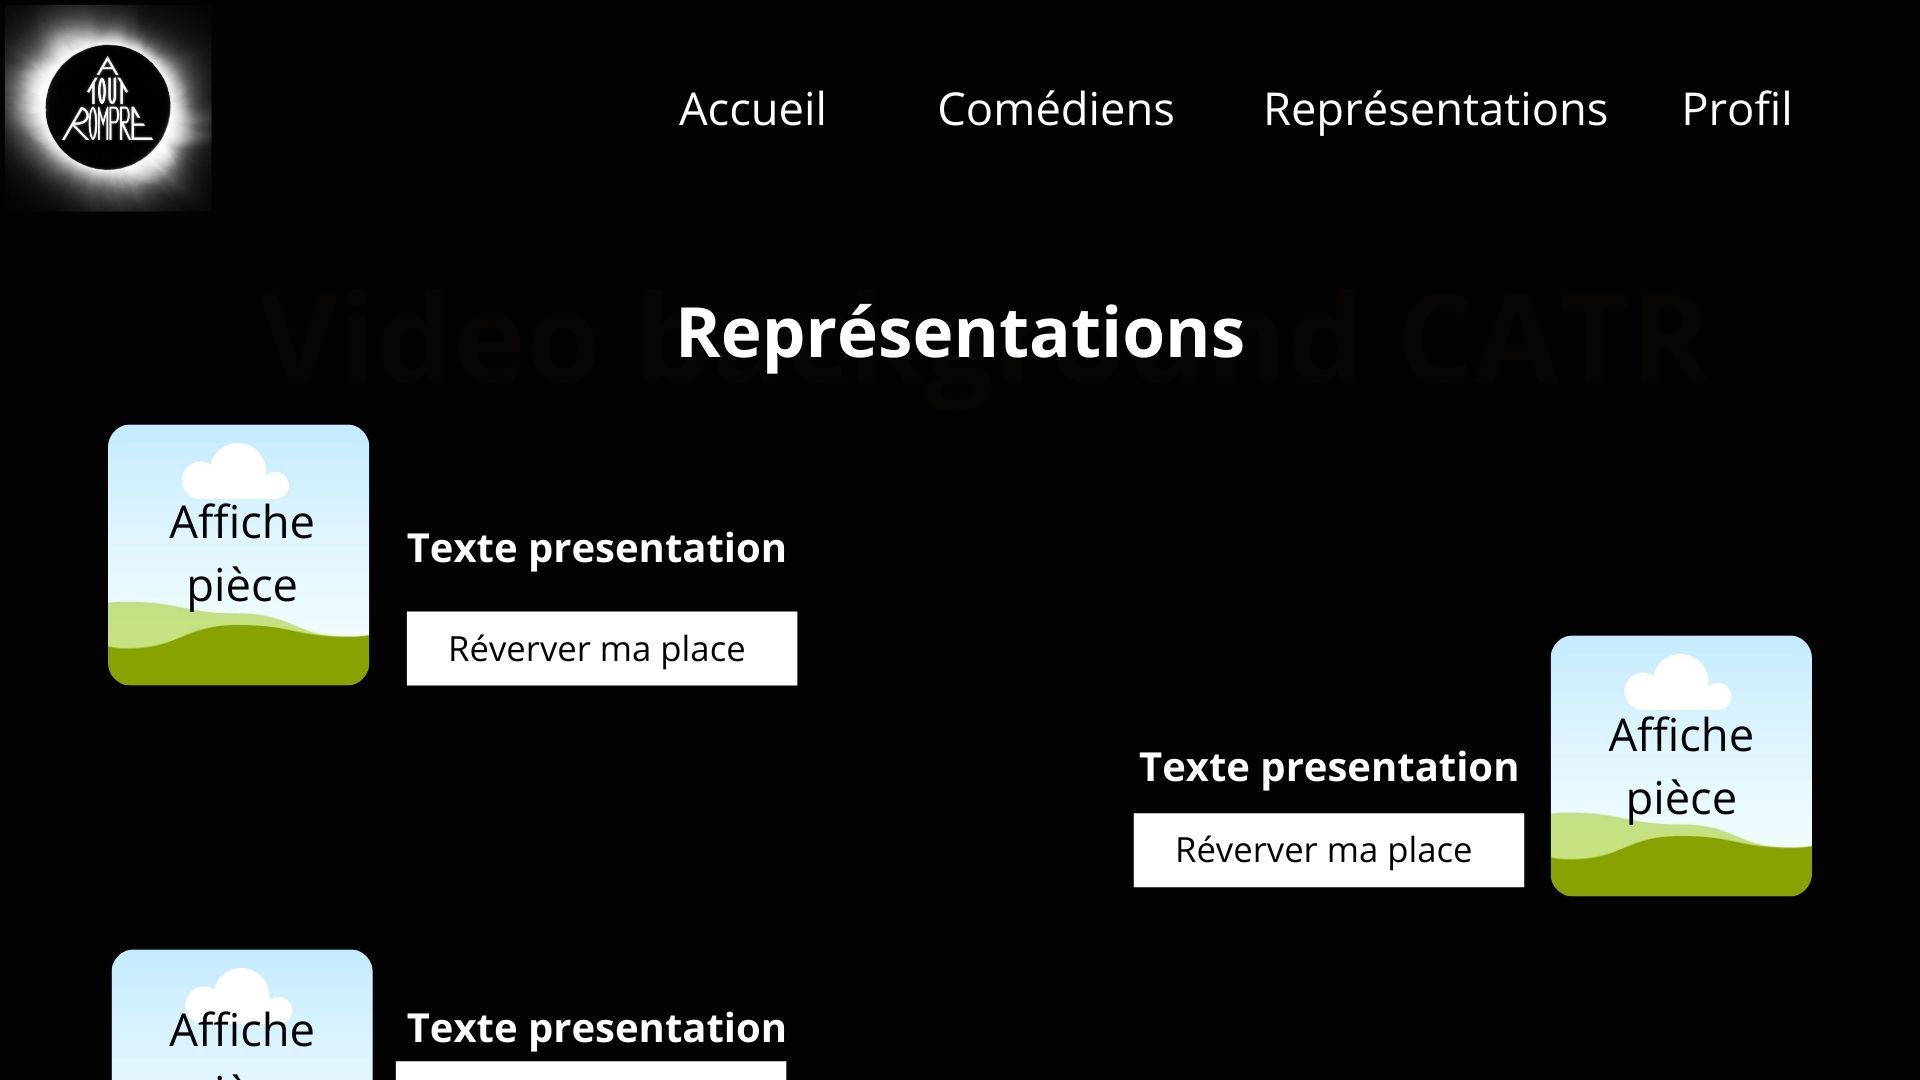 A
TOUT
ROMPRE
Accueil Comédiens Représentations Profil
Video background CATR
Représentations
Affiche
pièce
Texte presentation
Réverver ma place
Affiche
pièce
Texte presentation
Réverver ma place
Affiche
Texte presentation